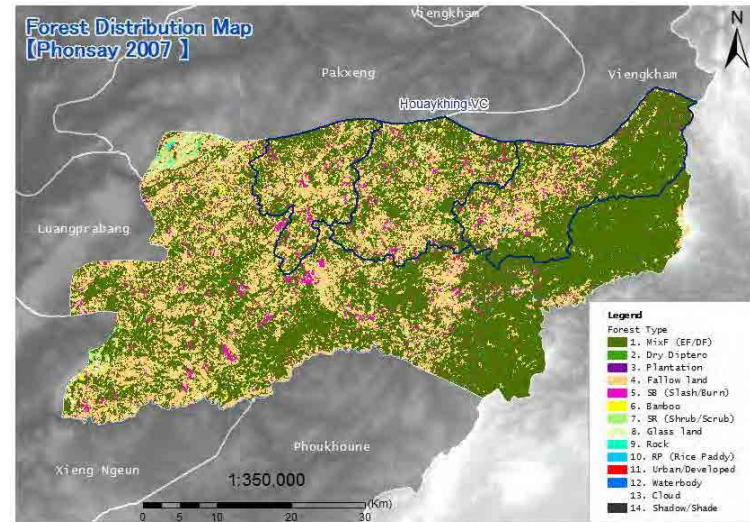 Forest Distribution Map
【Phonsay 2007 】
Viengkham
N
Pakxeng
Viengkham
Houaykhing VC
Luangprabang
Xieng Ngeun
Phoukhoune
1:350,000
(Km)
0 5 10 20 30
Legend
Forest Type
1. MixF (EF/DF)
2. Dry Diptero
3. Plantation
4. Fallow land
5. SB (Slash/Burn)
6. Bamboo
7. SR (Shrub/Scrub)
8. Glass land
9. Rock
10. RP (Rice Paddy)
11. Urban/Developed
12. Waterbody
13. Cloud
14. Shadow/Shade